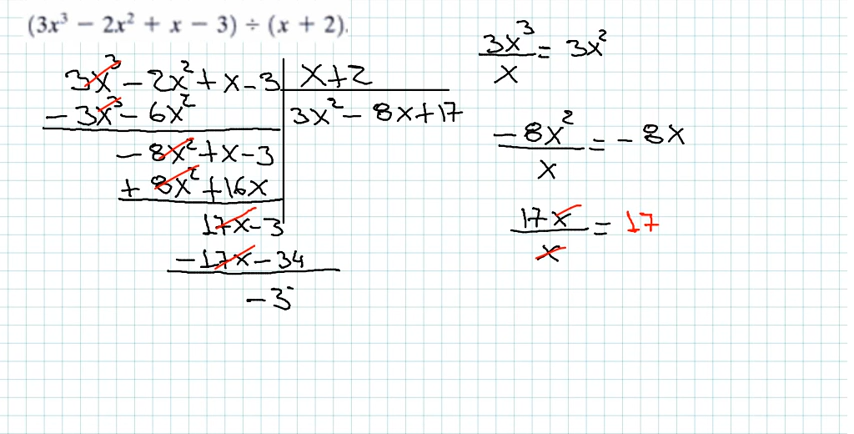 (3x³ − 2x² + x − 3) ÷ (x + 2).
3x³ − 2x² + x − 3 | x + 2
− 3x³ − 6x² | 3x² − 8x + 17
− 8x² + x − 3
+ 8x² + 16x
17x − 3
− 17x − 34
− 3
3x³/x = 3x²
− 8x²/x = − 8x
17x/x = 17